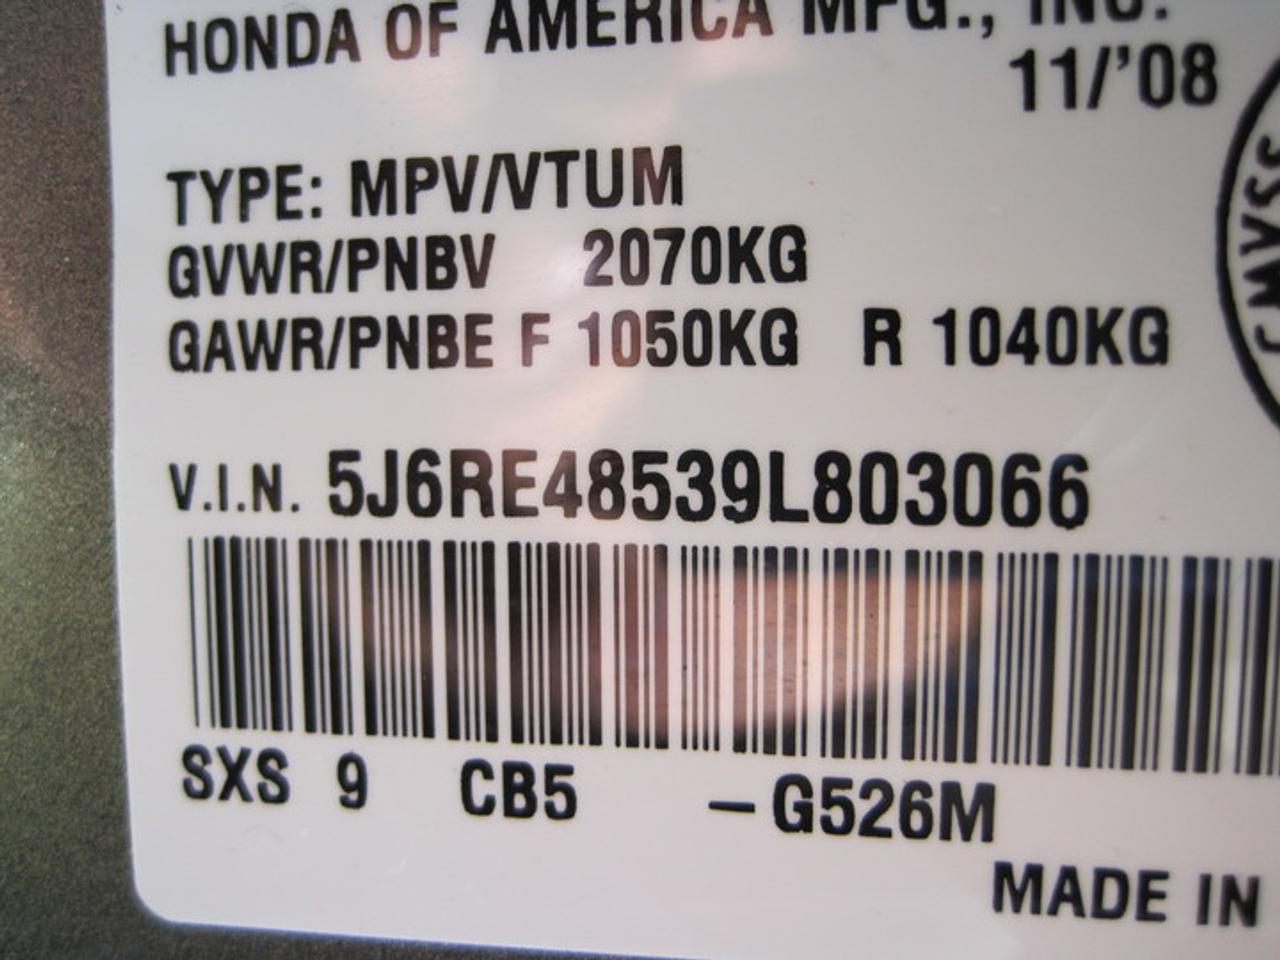 HONDA OF AMERICA MFG., INC.
11/'08
TYPE: MPV/VTUM
GVWR/PNBV 2070KG
GAWR/PNBE F 1050KG R 1040KG
V.I.N. 5J6RE48539L803066
SXS 9 CB5 –G526M
MADE IN
CMVSS